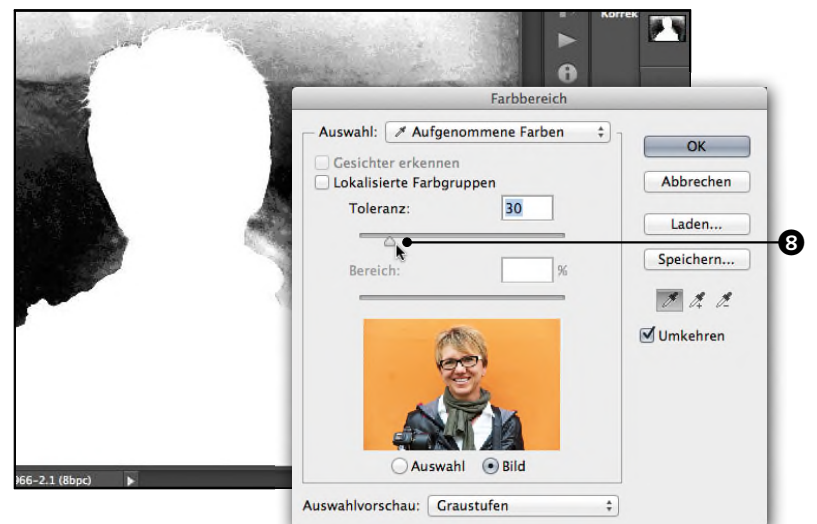 Korrek
Farbbereich
Auswahl: Aufgenommene Farben
OK
Gesichter erkennen
Lokalisierte Farbgruppen
Abbrechen
Toleranz: 30
Laden...
8
Speichern...
Bereich: %
Umkehren
Auswahl Bild
966-2.1 (8bpc)
Auswahlvorschau: Graustufen